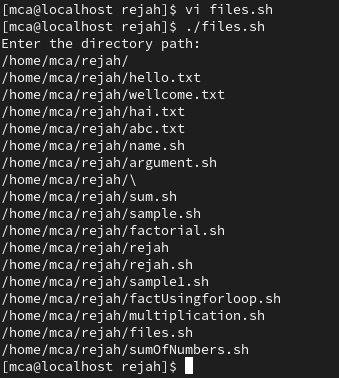 [mca@localhost rejah]$ vi files.sh
[mca@localhost rejah]$ ./files.sh
Enter the directory path:
/home/mca/rejah/
/home/mca/rejah/hello.txt
/home/mca/rejah/wellcome.txt
/home/mca/rejah/hai.txt
/home/mca/rejah/abc.txt
/home/mca/rejah/name.sh
/home/mca/rejah/argument.sh
/home/mca/rejah/\
/home/mca/rejah/sum.sh
/home/mca/rejah/sample.sh
/home/mca/rejah/factorial.sh
/home/mca/rejah/rejah
/home/mca/rejah/rejah.sh
/home/mca/rejah/sample1.sh
/home/mca/rejah/factUsingforloop.sh
/home/mca/rejah/multiplication.sh
/home/mca/rejah/files.sh
/home/mca/rejah/sumOfNumbers.sh
[mca@localhost rejah]$